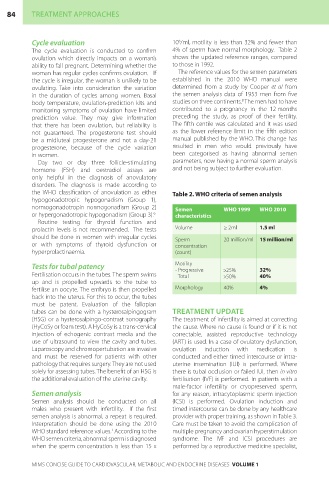 84 TREATMENT APPROACHES
Cycle evaluation
The cycle evaluation is conducted to confirm
ovulation which directly impacts on a woman's
ability to fall pregnant. Determining whether the
woman has regular cycles confirms ovulation. If
the cycle is irregular, the woman is unlikely to be
ovulating. Take into consideration the variation
in the duration of cycles among women. Basal
body temperature, ovulation-prediction kits and
monitoring symptoms of ovulation have limited
prediction value. They may give information
that there has been ovulation, but reliability is
not guaranteed. The progesterone test should
be a midluteal progesterone and not a day-21
progesterone, because of the cycle variation
in women.
Day two or day three follicle-stimulating
hormone (FSH) and oestradiol assays are
only helpful in the diagnosis of anovulatory
disorders. The diagnosis is made according to
the WHO classification of anovulation as either
hypogonadotropic hypogonadism (Group 1),
normogonadotropin normogonadism (Group 2)
or hypergonadotropic hypogonadism (Group 3).
Routine testing for thyroid function and
prolactin levels is not recommended. The tests
should be done in women with irregular cycles
or with symptoms of thyroid dysfunction or
hyperprolactinaemia.
Tests for tubal patency
Fertilisation occurs in the tubes. The sperm swims
up and is propelled upwards to the tube to
fertilise an oocyte. The embryo is then propelled
back into the uterus. For this to occur, the tubes
must be patent. Evaluation of the fallopian
tubes can be done with a hysterosalpingogram
(HSG) or a hysterosalpingo-contrast sonography
(HyCoSy or foam test). A HyCoSy is a trans-cervical
injection of echogenic contrast media and the
use of ultrasound to view the cavity and tubes.
Laparoscopy and chromopertubation are invasive
and must be reserved for patients with other
pathology that requires surgery. They are not used
solely for assessing tubes. The benefit of an HSG is
the additional evaluation of the uterine cavity.
Semen analysis
Semen analysis should be conducted on all
males who present with infertility. If the first
semen analysis is abnormal, a repeat is required.
Interpretation should be done using the 2010
WHO standard reference values. According to the
WHO semen criteria, abnormal sperm is diagnosed
when the sperm concentration is less than 15 x
10⁶/ml, motility is less than 32% and fewer than
4% of sperm have normal morphology. Table 2
shows the updated reference ranges, compared
to those in 1992.
The reference values for the semen parameters
established in the 2010 WHO manual were
determined from a study by Cooper et al from
the semen analysis data of 1953 men from five
studies on three continents. The men had to have
contributed to a pregnancy in the 12 months
preceding the study, as proof of their fertility.
The fifth centile was calculated and it was used
as the lower reference limit in the fifth edition
manual published by the WHO. This change has
resulted in men who would previously have
been categorised as having abnormal semen
parameters, now having a normal sperm analysis
and not being subject to further evaluation.
Table 2. WHO criteria of semen analysis
Semen characteristics WHO 1999 WHO 2010
Volume ≥ 2ml 1.5 ml
Sperm concentration (count) 20 million/ml 15 million/ml
Motility
- Progressive >25% 32%
Total >50% 40%
Morphology 40% 4%
TREATMENT UPDATE
The treatment of infertility is aimed at correcting
the cause. Where no cause is found or if it is not
correctable, assisted reproductive technology
(ART) is used. In a case of ovulatory dysfunction,
ovulation induction with medication is
conducted and either timed intercourse or intra-
uterine insemination (IUI) is performed. Where
there is tubal occlusion or failed IUI, then in-vitro
fertilisation (IVF) is performed. In patients with a
male-factor infertility or cryopreserved sperm,
for any reason, intracytoplasmic sperm injection
(ICSI) is performed. Ovulation induction and
timed intercourse can be done by any healthcare
provider with proper training, as shown in Table 3.
Care must be taken to avoid the complication of
multiple pregnancy and ovarian hyperstimulation
syndrome. The IVF and ICSI procedures are
performed by a reproductive medicine specialist,
MIMS CONCISE GUIDE TO CARDIOVASCULAR, METABOLIC AND ENDOCRINE DISEASES VOLUME 1